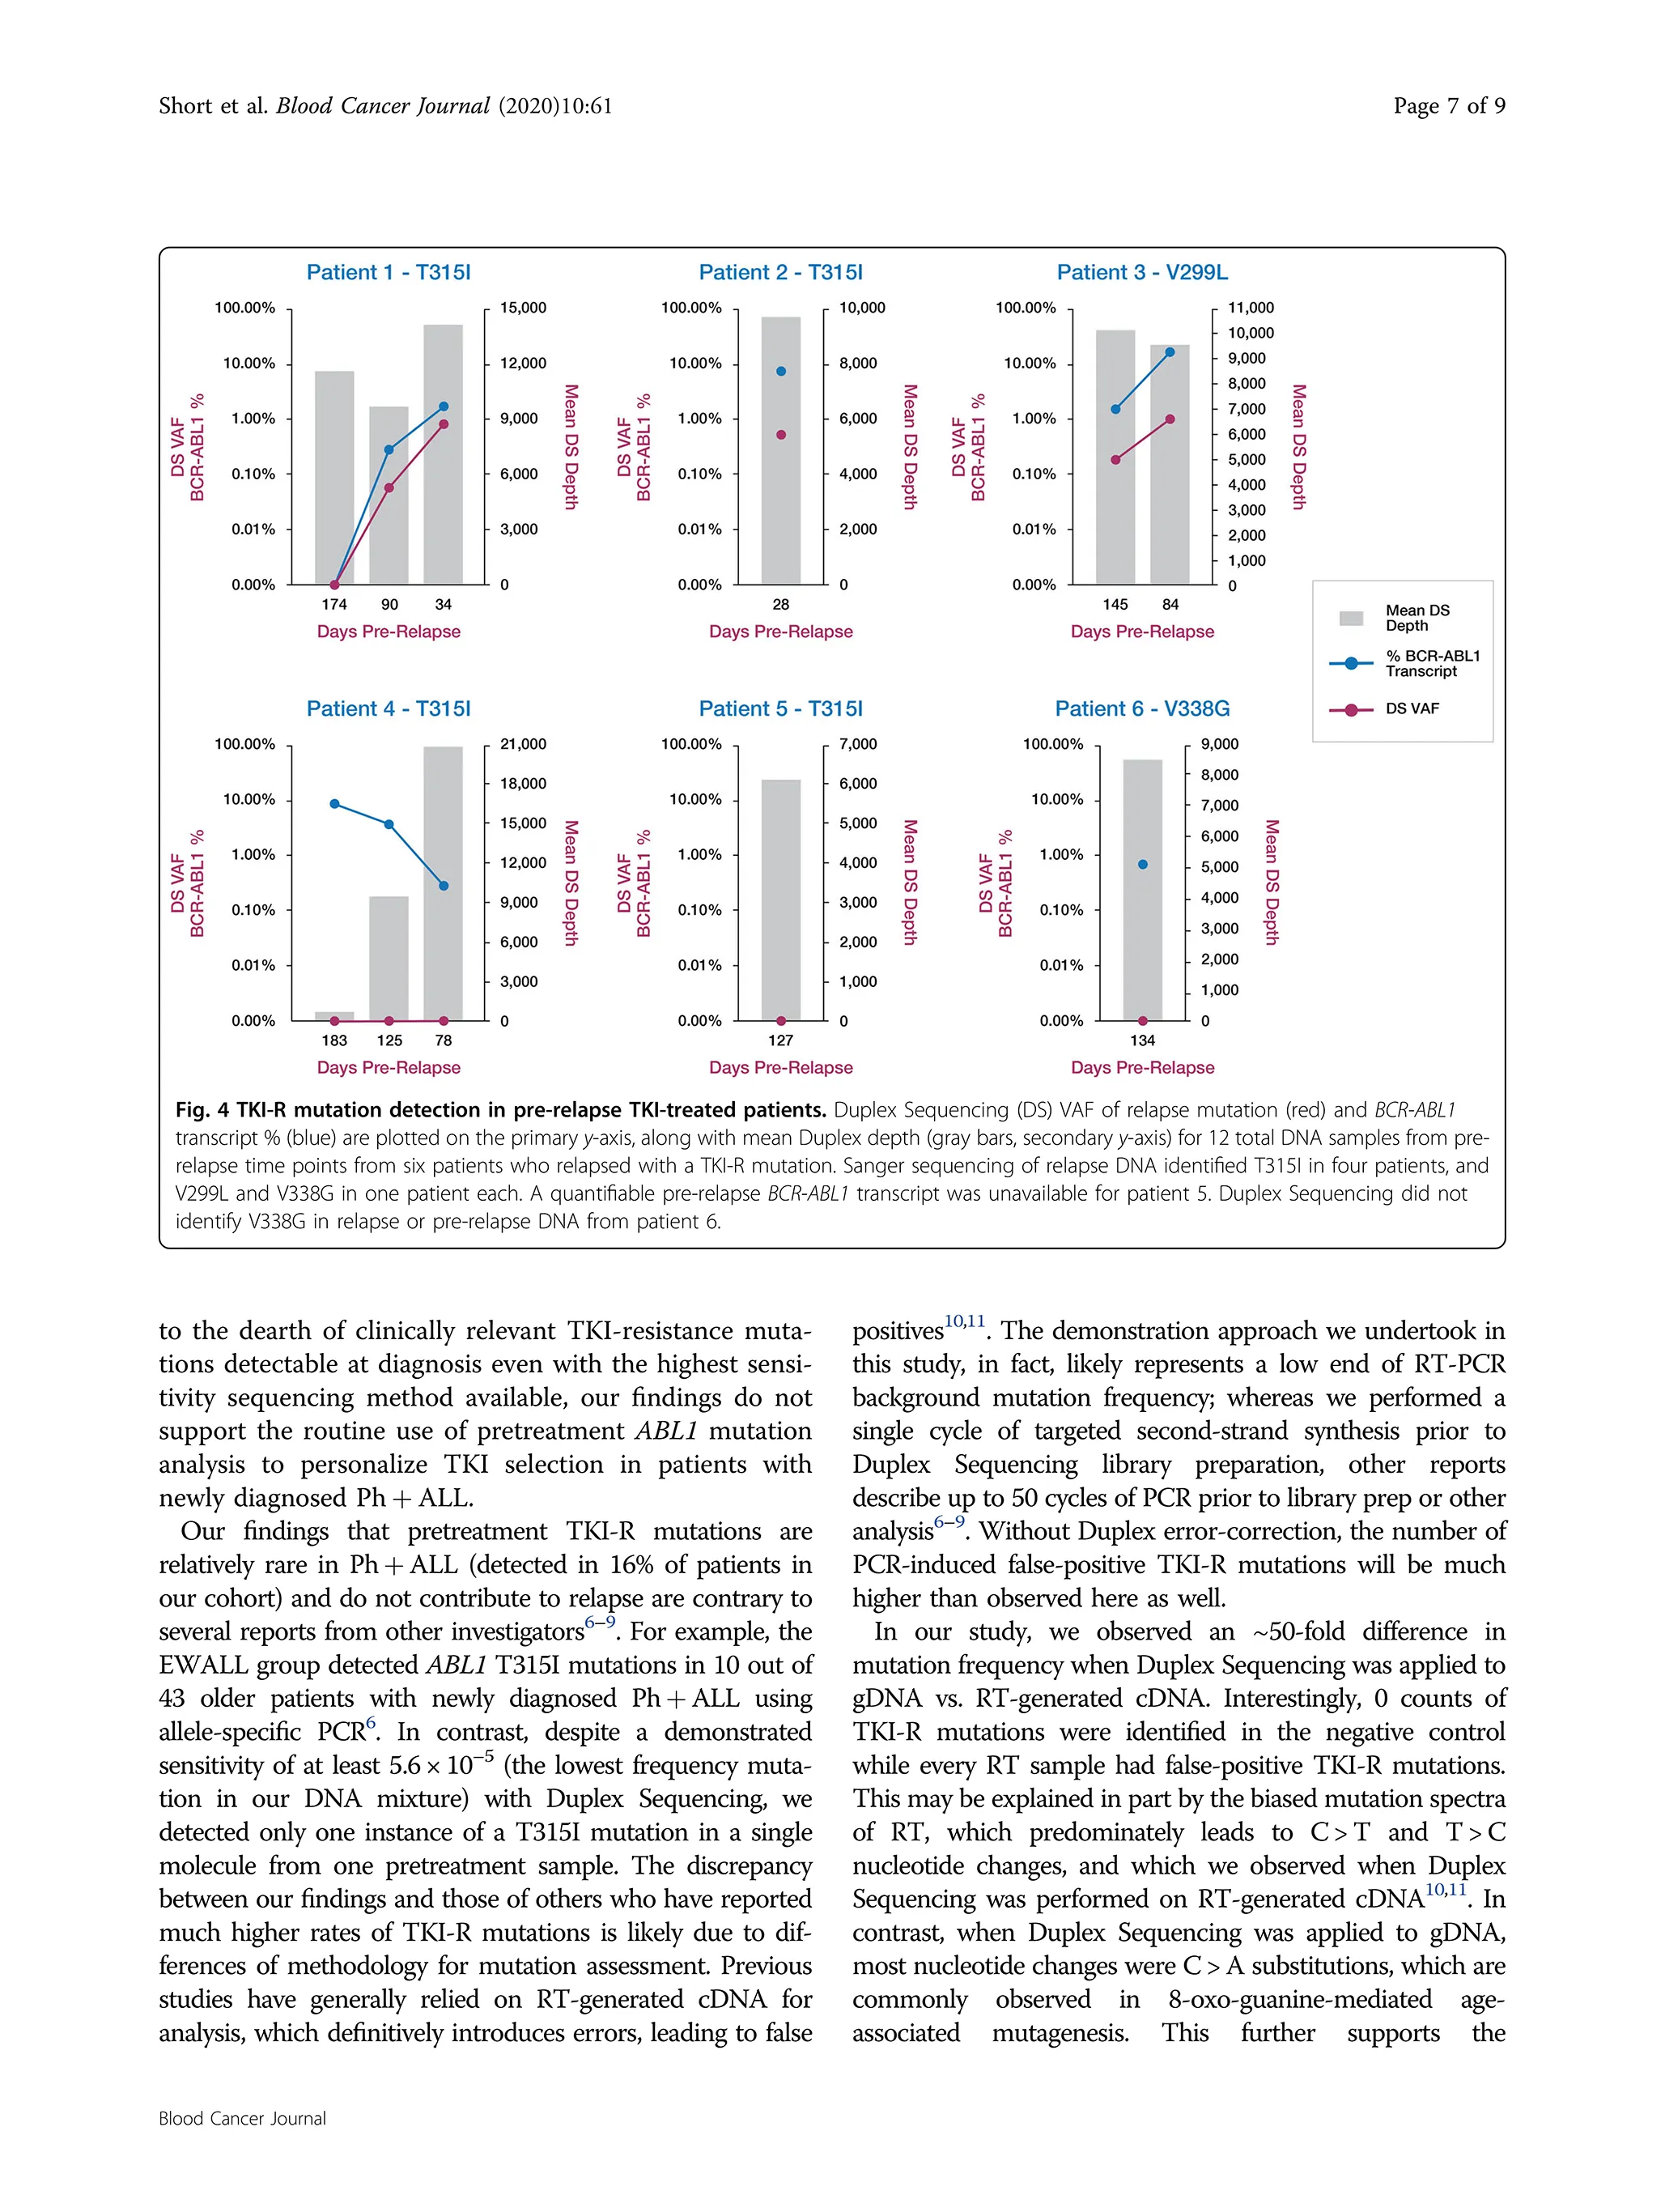 Short et al. Blood Cancer Journal (2020)10:61
Page 7 of 9
Patient 1 - T315I
100.00%
10.00%
1.00%
0.10%
0.01%
0.00%
DS VAF
BCR-ABL1 %
15,000
12,000
9,000
6,000
3,000
0
Mean DS Depth
174 90 34
Days Pre-Relapse
Patient 2 - T315I
100.00%
10.00%
1.00%
0.10%
0.01%
0.00%
DS VAF
BCR-ABL1 %
10,000
8,000
6,000
4,000
2,000
0
Mean DS Depth
28
Days Pre-Relapse
Patient 3 - V299L
100.00%
10.00%
1.00%
0.10%
0.01%
0.00%
DS VAF
BCR-ABL1 %
11,000
10,000
9,000
8,000
7,000
6,000
5,000
4,000
3,000
2,000
1,000
0
Mean DS Depth
145 84
Days Pre-Relapse
Mean DS
Depth
% BCR-ABL1
Transcript
DS VAF
Patient 4 - T315I
100.00%
10.00%
1.00%
0.10%
0.01%
0.00%
DS VAF
BCR-ABL1 %
21,000
18,000
15,000
12,000
9,000
6,000
3,000
0
Mean DS Depth
183 125 78
Days Pre-Relapse
Patient 5 - T315I
100.00%
10.00%
1.00%
0.10%
0.01%
0.00%
DS VAF
BCR-ABL1 %
7,000
6,000
5,000
4,000
3,000
2,000
1,000
0
Mean DS Depth
127
Days Pre-Relapse
Patient 6 - V338G
100.00%
10.00%
1.00%
0.10%
0.01%
0.00%
DS VAF
BCR-ABL1 %
9,000
8,000
7,000
6,000
5,000
4,000
3,000
2,000
1,000
0
Mean DS Depth
134
Days Pre-Relapse
Fig. 4 TKI-R mutation detection in pre-relapse TKI-treated patients. Duplex Sequencing (DS) VAF of relapse mutation (red) and BCR-ABL1
transcript % (blue) are plotted on the primary y-axis, along with mean Duplex depth (gray bars, secondary y-axis) for 12 total DNA samples from pre-
relapse time points from six patients who relapsed with a TKI-R mutation. Sanger sequencing of relapse DNA identified T315I in four patients, and
V299L and V338G in one patient each. A quantifiable pre-relapse BCR-ABL1 transcript was unavailable for patient 5. Duplex Sequencing did not
identify V338G in relapse or pre-relapse DNA from patient 6.
to the dearth of clinically relevant TKI-resistance muta-
tions detectable at diagnosis even with the highest sensi-
tivity sequencing method available, our findings do not
support the routine use of pretreatment ABL1 mutation
analysis to personalize TKI selection in patients with
newly diagnosed Ph + ALL.
Our findings that pretreatment TKI-R mutations are
relatively rare in Ph + ALL (detected in 16% of patients in
our cohort) and do not contribute to relapse are contrary to
several reports from other investigators6–9. For example, the
EWALL group detected ABL1 T315I mutations in 10 out of
43 older patients with newly diagnosed Ph + ALL using
allele-specific PCR6. In contrast, despite a demonstrated
sensitivity of at least 5.6 × 10−5 (the lowest frequency muta-
tion in our DNA mixture) with Duplex Sequencing, we
detected only one instance of a T315I mutation in a single
molecule from one pretreatment sample. The discrepancy
between our findings and those of others who have reported
much higher rates of TKI-R mutations is likely due to dif-
ferences of methodology for mutation assessment. Previous
studies have generally relied on RT-generated cDNA for
analysis, which definitively introduces errors, leading to false
positives10,11. The demonstration approach we undertook in
this study, in fact, likely represents a low end of RT-PCR
background mutation frequency; whereas we performed a
single cycle of targeted second-strand synthesis prior to
Duplex Sequencing library preparation, other reports
describe up to 50 cycles of PCR prior to library prep or other
analysis6–9. Without Duplex error-correction, the number of
PCR-induced false-positive TKI-R mutations will be much
higher than observed here as well.
In our study, we observed an ~50-fold difference in
mutation frequency when Duplex Sequencing was applied to
gDNA vs. RT-generated cDNA. Interestingly, 0 counts of
TKI-R mutations were identified in the negative control
while every RT sample had false-positive TKI-R mutations.
This may be explained in part by the biased mutation spectra
of RT, which predominately leads to C > T and T > C
nucleotide changes, and which we observed when Duplex
Sequencing was performed on RT-generated cDNA10,11. In
contrast, when Duplex Sequencing was applied to gDNA,
most nucleotide changes were C > A substitutions, which are
commonly observed in 8-oxo-guanine-mediated age-
associated mutagenesis. This further supports the
Blood Cancer Journal